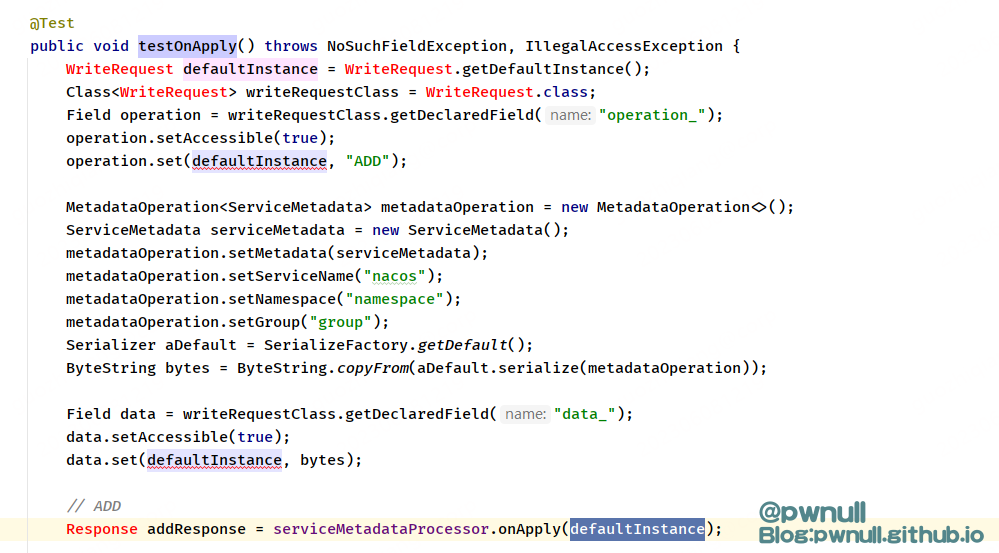 @Test
public void testOnApply() throws NoSuchFieldException, IllegalAccessException {
WriteRequest defaultInstance = WriteRequest.getDefaultInstance();
Class<WriteRequest> writeRequestClass = WriteRequest.class;
Field operation = writeRequestClass.getDeclaredField( name: "operation_");
operation.setAccessible(true);
operation.set(defaultInstance, "ADD");
MetadataOperation<ServiceMetadata> metadataOperation = new MetadataOperation<>();
ServiceMetadata serviceMetadata = new ServiceMetadata();
metadataOperation.setMetadata(serviceMetadata);
metadataOperation.setServiceName("nacos");
metadataOperation.setNamespace("namespace");
metadataOperation.setGroup("group");
Serializer aDefault = SerializeFactory.getDefault();
ByteString bytes = ByteString.copyFrom(aDefault.serialize(metadataOperation));
Field data = writeRequestClass.getDeclaredField( name: "data_");
data.setAccessible(true);
data.set(defaultInstance, bytes);
// ADD
Response addResponse = serviceMetadataProcessor.onApply(defaultInstance);
@pwnull
Blog:pwnull.github.io